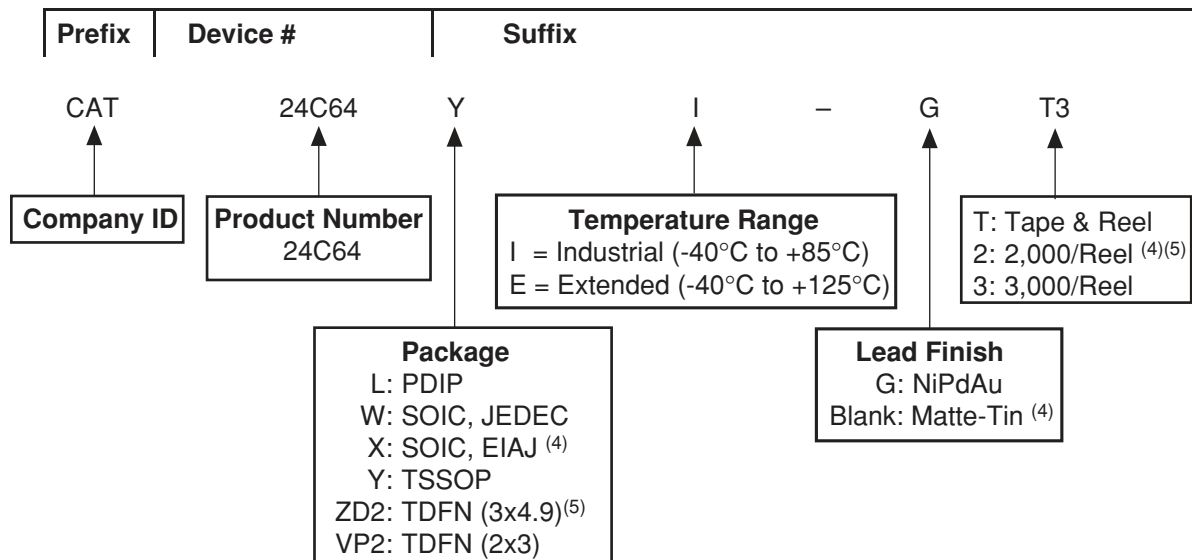 Prefix Device # Suffix
CAT 24C64 Y I – G T3
Company ID
Product Number
24C64
Temperature Range
I = Industrial (-40°C to +85°C)
E = Extended (-40°C to +125°C)
T: Tape & Reel
2: 2,000/Reel (4)(5)
3: 3,000/Reel
Package
L: PDIP
W: SOIC, JEDEC
X: SOIC, EIAJ (4)
Y: TSSOP
ZD2: TDFN (3x4.9)(5)
VP2: TDFN (2x3)
Lead Finish
G: NiPdAu
Blank: Matte-Tin (4)